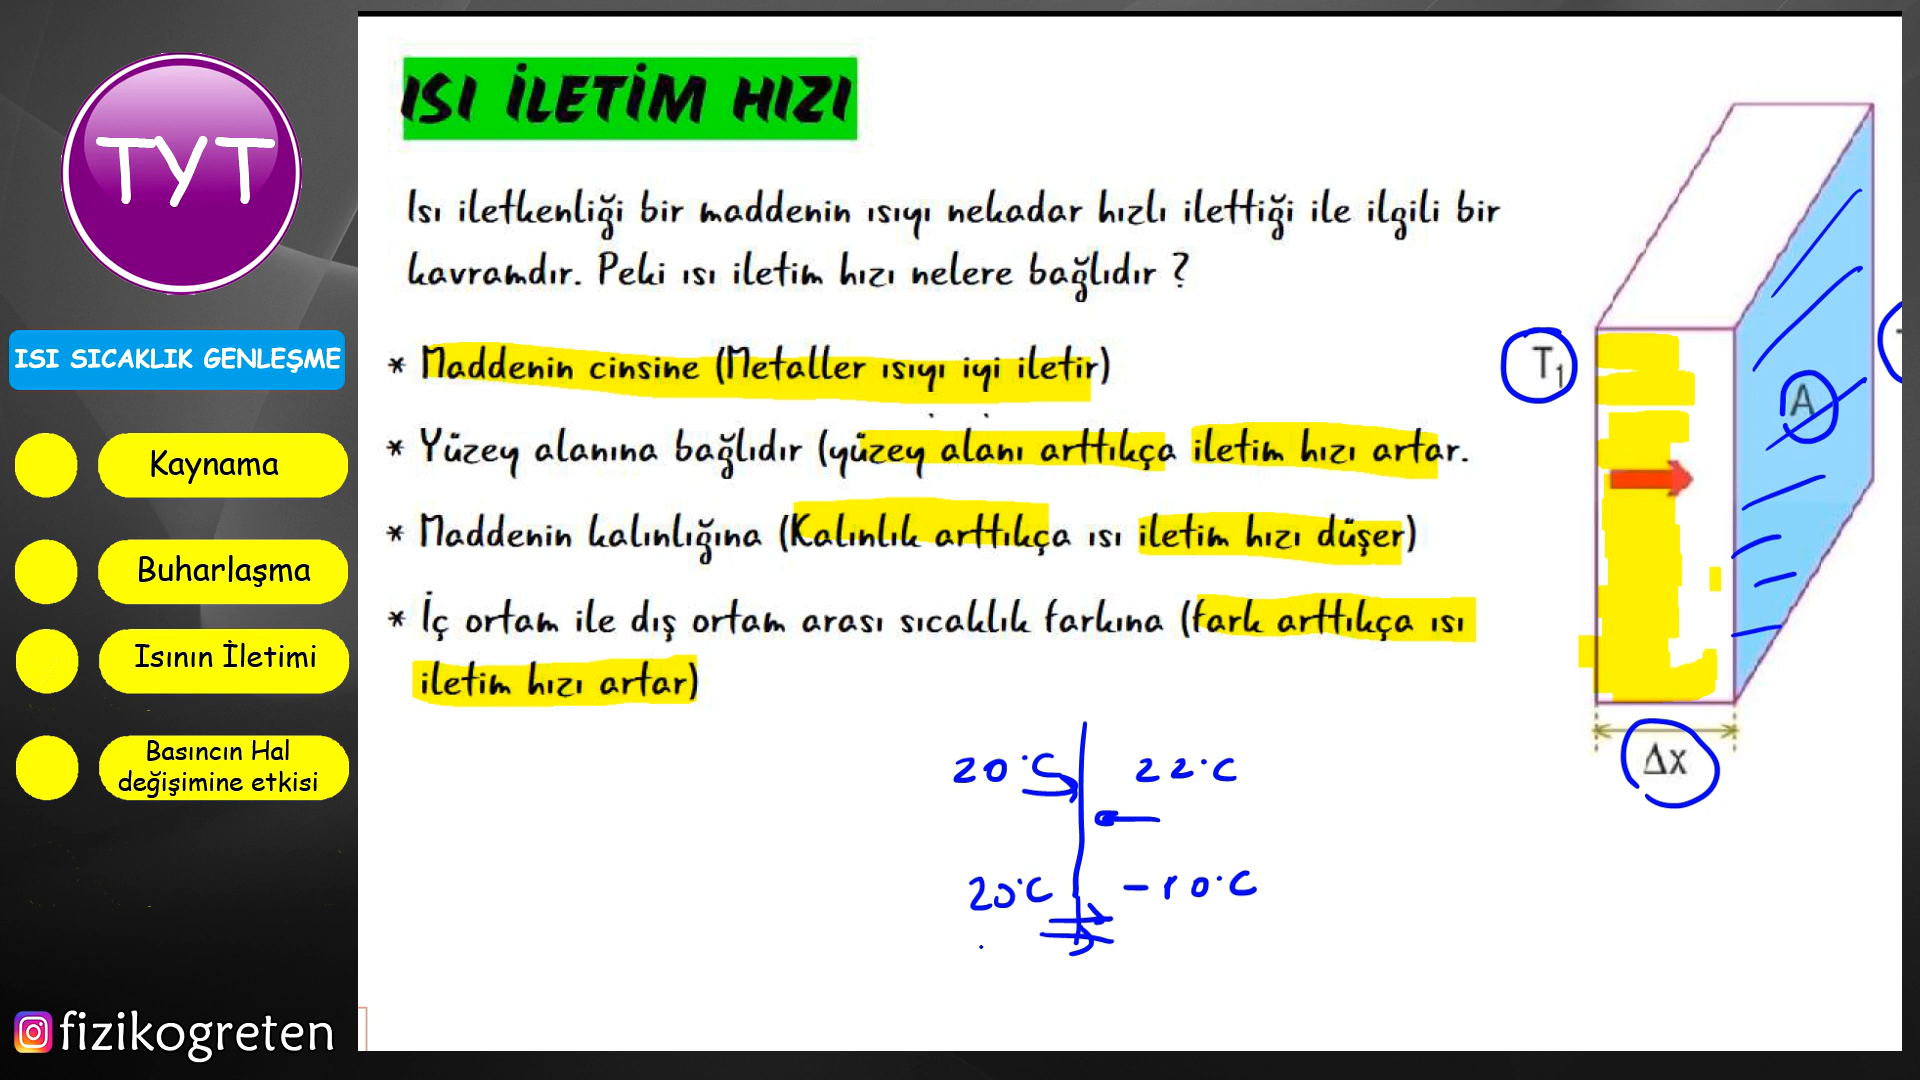 TYT
ISI SICAKLIK GENLEŞME
Kaynama
Buharlaşma
Isının İletimi
Basıncın Hal
değişimine etkisi
fizikogreten
ISI İLETİM HIZI
Isı iletkenliği bir maddenin ısıyı nekadar hızlı ilettiği ile ilgili bir
kavramdır. Peki ısı iletim hızı nelere bağlıdır ?
* Maddenin cinsine (Metaller ısıyı iyi iletir)
* Yüzey alanına bağlıdır (yüzey alanı arttıkça iletim hızı artar.
* Maddenin kalınlığına (Kalınlık arttıkça ısı iletim hızı düşer)
* İç ortam ile dış ortam arası sıcaklık farkına (fark arttıkça ısı
iletim hızı artar)
T₁
A
Δx
20°C 22°C
20°C -10°C